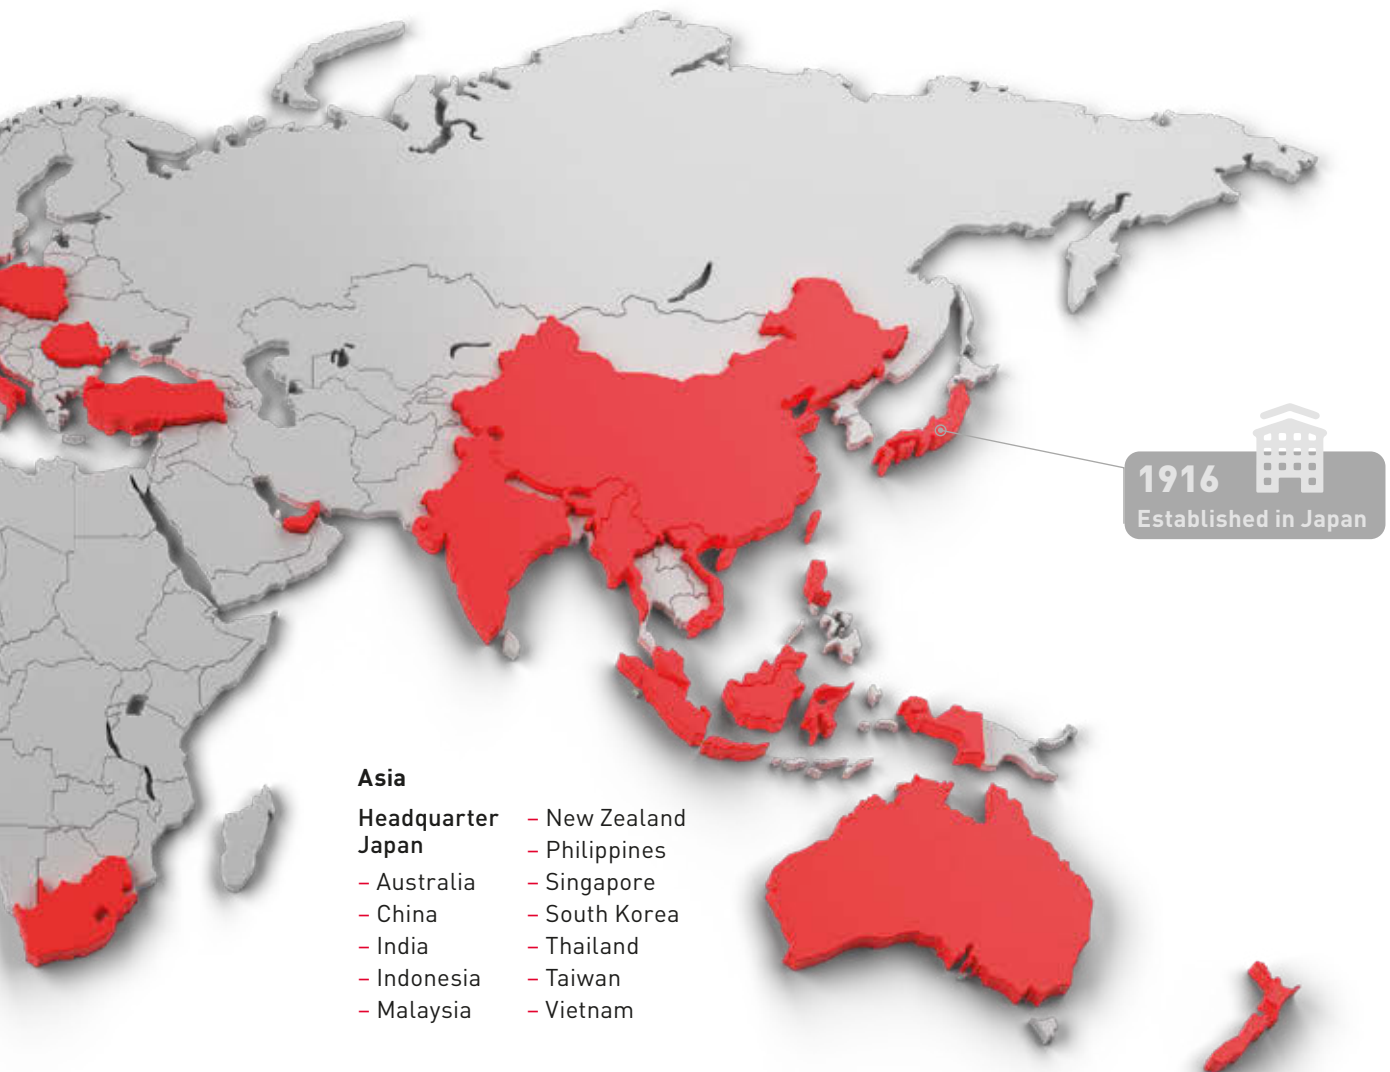 1916
Established in Japan
Asia
Headquarter
Japan
– Australia
– China
– India
– Indonesia
– Malaysia
– New Zealand
– Philippines
– Singapore
– South Korea
– Thailand
– Taiwan
– Vietnam